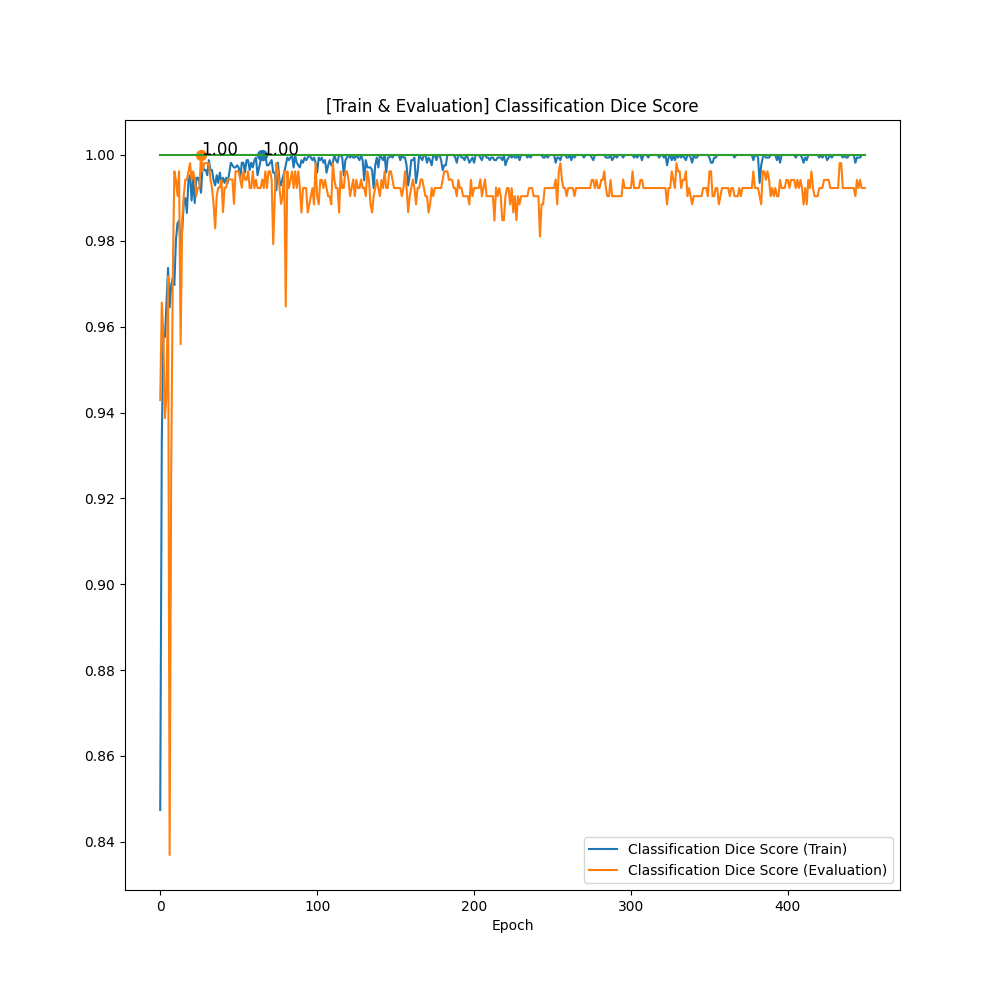 [Train & Evaluation] Classification Dice Score
1.00
1.00
1.00
0.98
0.96
0.94
0.92
0.90
0.88
0.86
0.84
Classification Dice Score (Train)
Classification Dice Score (Evaluation)
0 100 200 300 400
Epoch